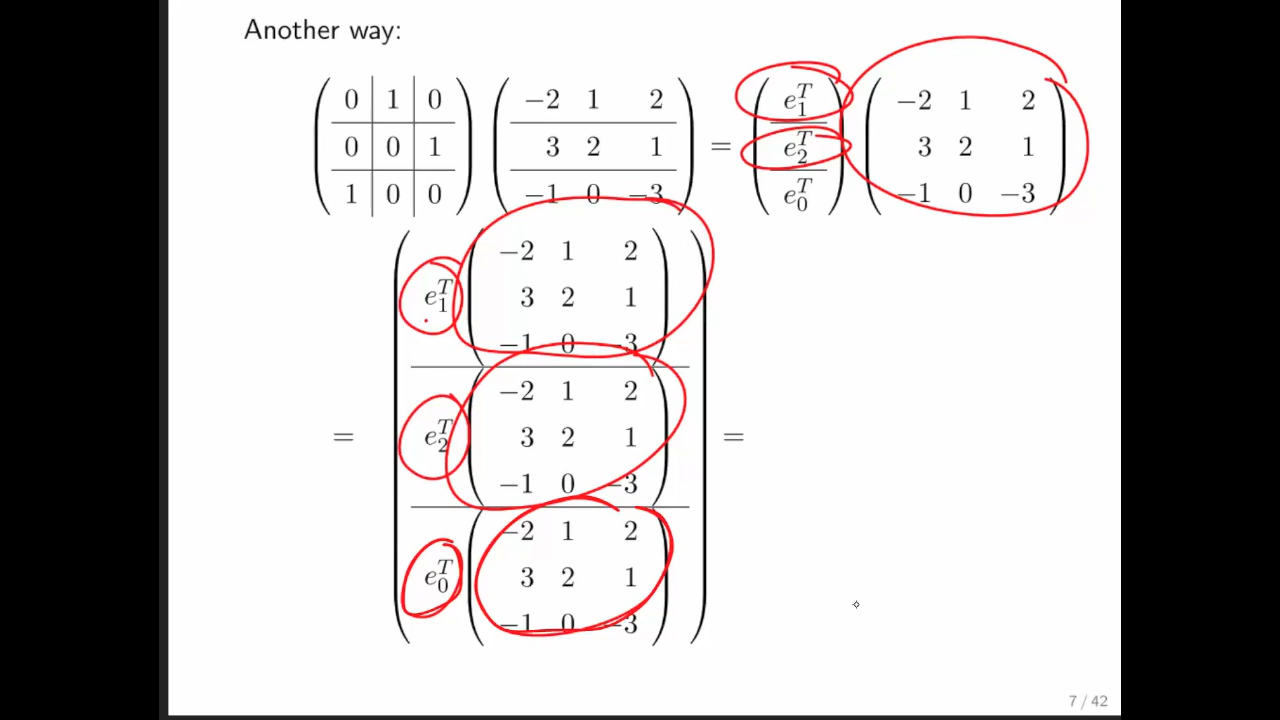 Another way:
( 0 1 0 ) ( −2 1 2 ) = ( e_1^T ) ( −2 1 2 )
( 0 0 1 ) ( 3 2 1 ) ( e_2^T ) ( 3 2 1 )
( 1 0 0 ) ( −1 0 −3 ) ( e_0^T ) ( −1 0 −3 )
−2 1 2
e_1^T 3 2 1
−1 0 −3
−2 1 2
= e_2^T 3 2 1 =
−1 0 −3
−2 1 2
e_0^T 3 2 1
−1 0 −3
7 / 42